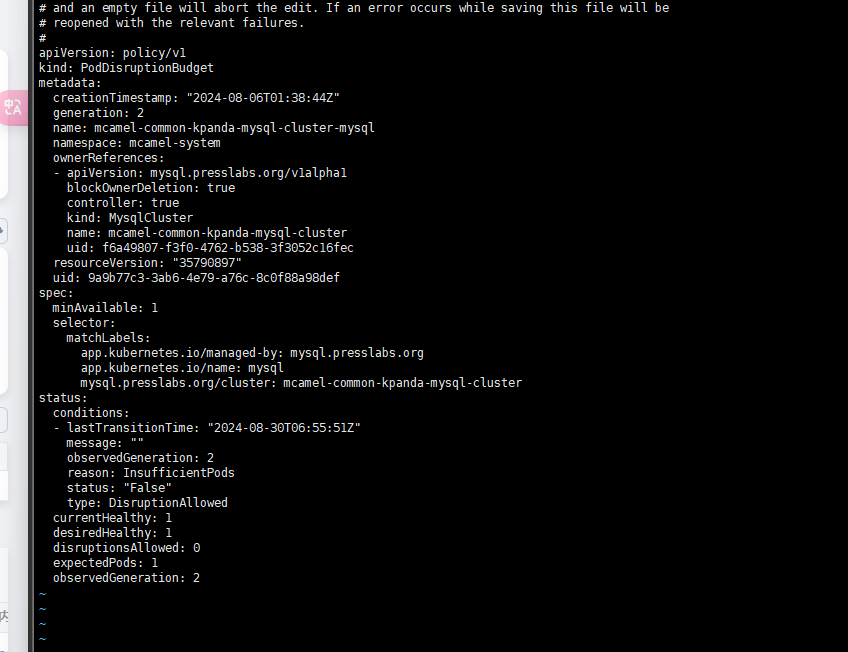 # and an empty file will abort the edit. If an error occurs while saving this file will be
# reopened with the relevant failures.
#
apiVersion: policy/v1
kind: PodDisruptionBudget
metadata:
  creationTimestamp: "2024-08-06T01:38:44Z"
  generation: 2
  name: mcamel-common-kpanda-mysql-cluster-mysql
  namespace: mcamel-system
  ownerReferences:
  - apiVersion: mysql.presslabs.org/v1alpha1
    blockOwnerDeletion: true
    controller: true
    kind: MysqlCluster
    name: mcamel-common-kpanda-mysql-cluster
    uid: f6a49807-f3f0-4762-b538-3f3052c16fec
  resourceVersion: "35790897"
  uid: 9a9b77c3-3ab6-4e79-a76c-8c0f88a98def
spec:
  minAvailable: 1
  selector:
    matchLabels:
      app.kubernetes.io/managed-by: mysql.presslabs.org
      app.kubernetes.io/name: mysql
      mysql.presslabs.org/cluster: mcamel-common-kpanda-mysql-cluster
status:
  conditions:
  - lastTransitionTime: "2024-08-30T06:55:51Z"
    message: ""
    observedGeneration: 2
    reason: InsufficientPods
    status: "False"
    type: DisruptionAllowed
  currentHealthy: 1
  desiredHealthy: 1
  disruptionsAllowed: 0
  expectedPods: 1
  observedGeneration: 2
~
~
~
~